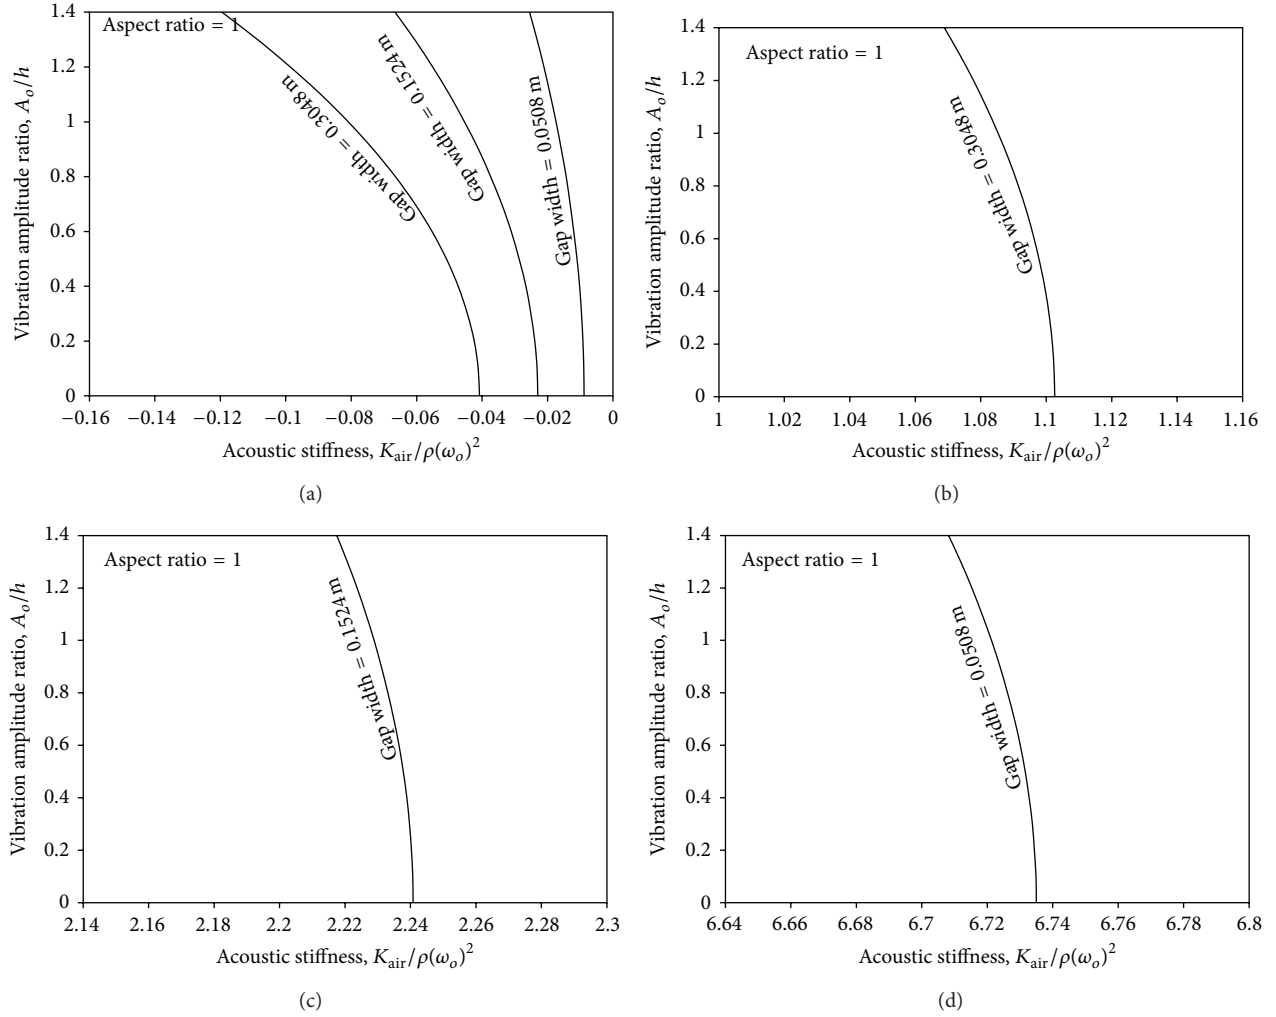 1.4
1.2
1
0.8
0.6
0.4
0.2
0
Vibration amplitude ratio, Aₒ/h
Aspect ratio = 1
Gap width = 0.3048 m
Gap width = 0.1524 m
Gap width = 0.0508 m
−0.16 −0.14 −0.12 −0.1 −0.08 −0.06 −0.04 −0.02 0
Acoustic stiffness, K_air/ρ(ωₒ)²
(a)
1.4
1.2
1
0.8
0.6
0.4
0.2
0
Vibration amplitude ratio, Aₒ/h
Aspect ratio = 1
Gap width = 0.3048 m
1 1.02 1.04 1.06 1.08 1.1 1.12 1.14 1.16
Acoustic stiffness, K_air/ρ(ωₒ)²
(b)
1.4
1.2
1
0.8
0.6
0.4
0.2
0
Vibration amplitude ratio, Aₒ/h
Aspect ratio = 1
Gap width = 0.1524 m
2.14 2.16 2.18 2.2 2.22 2.24 2.26 2.28 2.3
Acoustic stiffness, K_air/ρ(ωₒ)²
(c)
1.4
1.2
1
0.8
0.6
0.4
0.2
0
Vibration amplitude ratio, Aₒ/h
Aspect ratio = 1
Gap width = 0.0508 m
6.64 6.66 6.68 6.7 6.72 6.74 6.76 6.78 6.8
Acoustic stiffness, K_air/ρ(ωₒ)²
(d)